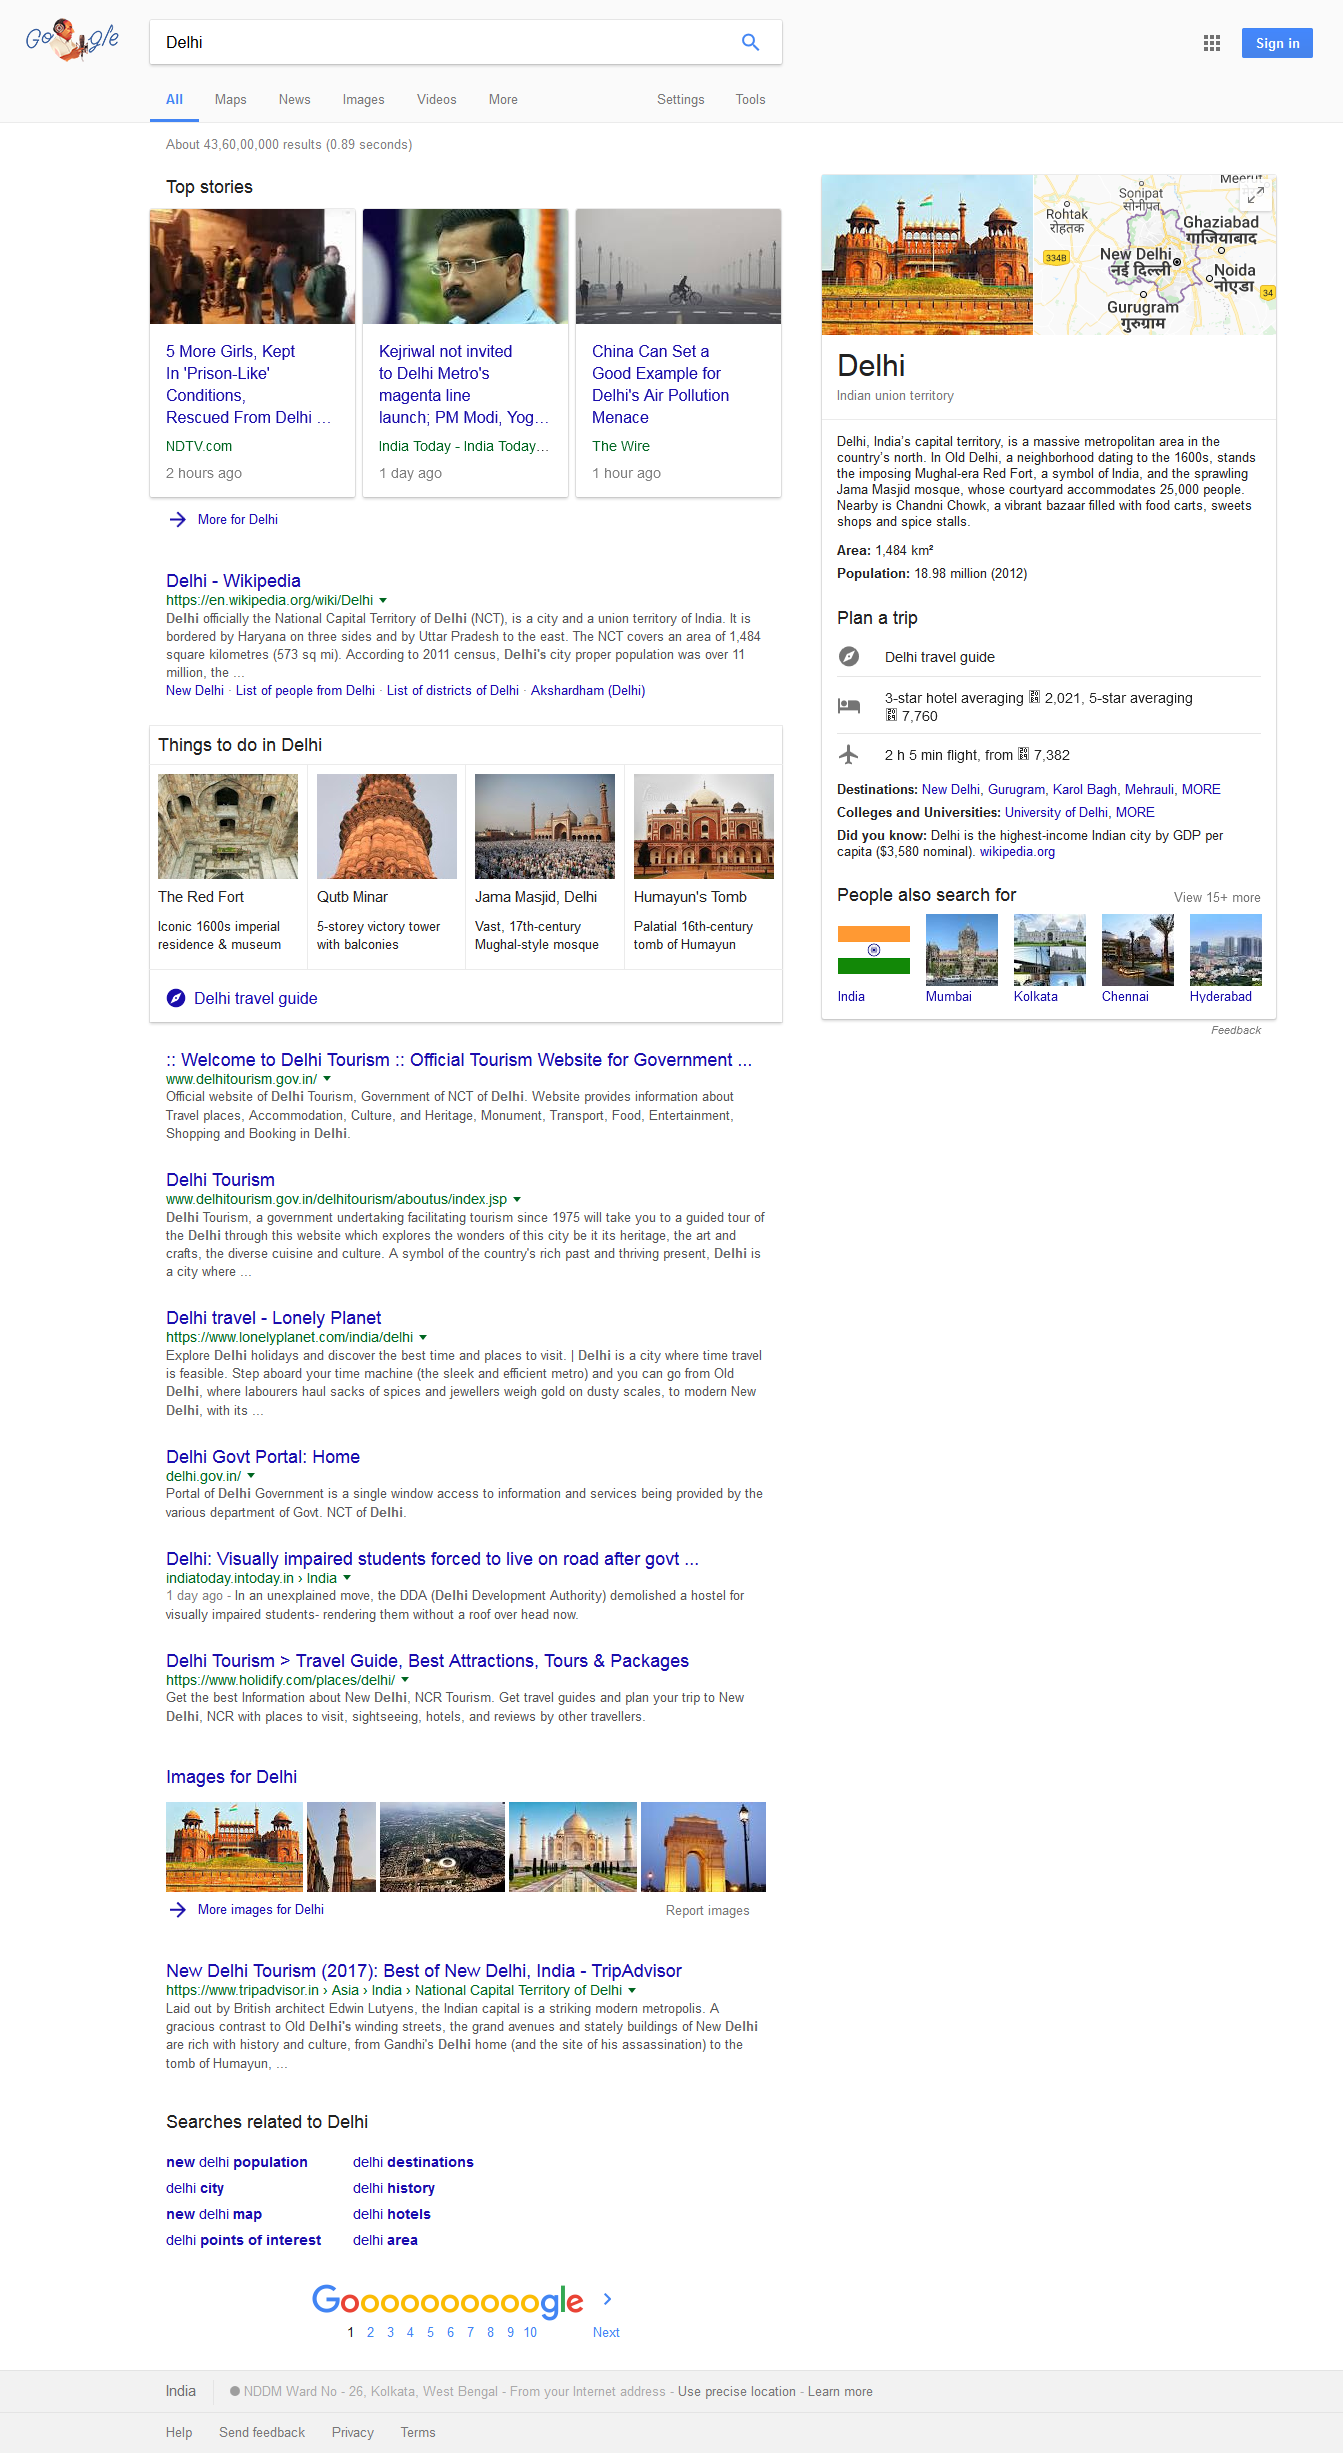 Google
Delhi
Sign in
All Maps News Images Videos More Settings Tools
About 43,60,00,000 results (0.89 seconds)
Top stories
5 More Girls, Kept
In 'Prison-Like'
Conditions,
Rescued From Delhi ...
NDTV.com
2 hours ago
Kejriwal not invited
to Delhi Metro's
magenta line
launch; PM Modi, Yog...
India Today - India Today...
1 day ago
China Can Set a
Good Example for
Delhi's Air Pollution
Menace
The Wire
1 hour ago
More for Delhi
Delhi - Wikipedia
https://en.wikipedia.org/wiki/Delhi
Delhi officially the National Capital Territory of Delhi (NCT), is a city and a union territory of India. It is
bordered by Haryana on three sides and by Uttar Pradesh to the east. The NCT covers an area of 1,484
square kilometres (573 sq mi). According to 2011 census, Delhi's city proper population was over 11
million, the ...
New Delhi · List of people from Delhi · List of districts of Delhi · Akshardham (Delhi)
Things to do in Delhi
The Red Fort
Iconic 1600s imperial
residence & museum
Qutb Minar
5-storey victory tower
with balconies
Jama Masjid, Delhi
Vast, 17th-century
Mughal-style mosque
Humayun's Tomb
Palatial 16th-century
tomb of Humayun
Delhi travel guide
:: Welcome to Delhi Tourism :: Official Tourism Website for Government ...
www.delhitourism.gov.in/
Official website of Delhi Tourism, Government of NCT of Delhi. Website provides information about
Travel places, Accommodation, Culture, and Heritage, Monument, Transport, Food, Entertainment,
Shopping and Booking in Delhi.
Delhi Tourism
www.delhitourism.gov.in/delhitourism/aboutus/index.jsp
Delhi Tourism, a government undertaking facilitating tourism since 1975 will take you to a guided tour of
the Delhi through this website which explores the wonders of this city be it its heritage, the art and
crafts, the diverse cuisine and culture. A symbol of the country's rich past and thriving present, Delhi is
a city where ...
Delhi travel - Lonely Planet
https://www.lonelyplanet.com/india/delhi
Explore Delhi holidays and discover the best time and places to visit. | Delhi is a city where time travel
is feasible. Step aboard your time machine (the sleek and efficient metro) and you can go from Old
Delhi, where labourers haul sacks of spices and jewellers weigh gold on dusty scales, to modern New
Delhi, with its ...
Delhi Govt Portal: Home
delhi.gov.in/
Portal of Delhi Government is a single window access to information and services being provided by the
various department of Govt. NCT of Delhi.
Delhi: Visually impaired students forced to live on road after govt ...
indiatoday.intoday.in › India
1 day ago - In an unexplained move, the DDA (Delhi Development Authority) demolished a hostel for
visually impaired students- rendering them without a roof over head now.
Delhi Tourism > Travel Guide, Best Attractions, Tours & Packages
https://www.holidify.com/places/delhi/
Get the best Information about New Delhi, NCR Tourism. Get travel guides and plan your trip to New
Delhi, NCR with places to visit, sightseeing, hotels, and reviews by other travellers.
Images for Delhi
More images for Delhi
Report images
New Delhi Tourism (2017): Best of New Delhi, India - TripAdvisor
https://www.tripadvisor.in › Asia › India › National Capital Territory of Delhi
Laid out by British architect Edwin Lutyens, the Indian capital is a striking modern metropolis. A
gracious contrast to Old Delhi's winding streets, the grand avenues and stately buildings of New Delhi
are rich with history and culture, from Gandhi's Delhi home (and the site of his assassination) to the
tomb of Humayun, ...
Searches related to Delhi
new delhi population
delhi city
new delhi map
delhi points of interest
delhi destinations
delhi history
delhi hotels
delhi area
Goooooooooogle
1 2 3 4 5 6 7 8 9 10 Next
Sonipat
सोनीपत
Rohtak
रोहतक
Ghaziabad
गाजियाबाद
334B
New Delhi
नई दिल्ली
Noida
नोएडा
34
Gurugram
गुरुग्राम
Delhi
Indian union territory
Delhi, India's capital territory, is a massive metropolitan area in the
country's north. In Old Delhi, a neighborhood dating to the 1600s, stands
the imposing Mughal-era Red Fort, a symbol of India, and the sprawling
Jama Masjid mosque, whose courtyard accommodates 25,000 people.
Nearby is Chandni Chowk, a vibrant bazaar filled with food carts, sweets
shops and spice stalls.
Area: 1,484 km²
Population: 18.98 million (2012)
Plan a trip
Delhi travel guide
3-star hotel averaging 2,021, 5-star averaging
7,760
2 h 5 min flight, from 7,382
Destinations: New Delhi, Gurugram, Karol Bagh, Mehrauli, MORE
Colleges and Universities: University of Delhi, MORE
Did you know: Delhi is the highest-income Indian city by GDP per
capita ($3,580 nominal). wikipedia.org
People also search for
View 15+ more
India Mumbai Kolkata Chennai Hyderabad
Feedback
India
NDDM Ward No - 26, Kolkata, West Bengal - From your Internet address - Use precise location - Learn more
Help Send feedback Privacy Terms